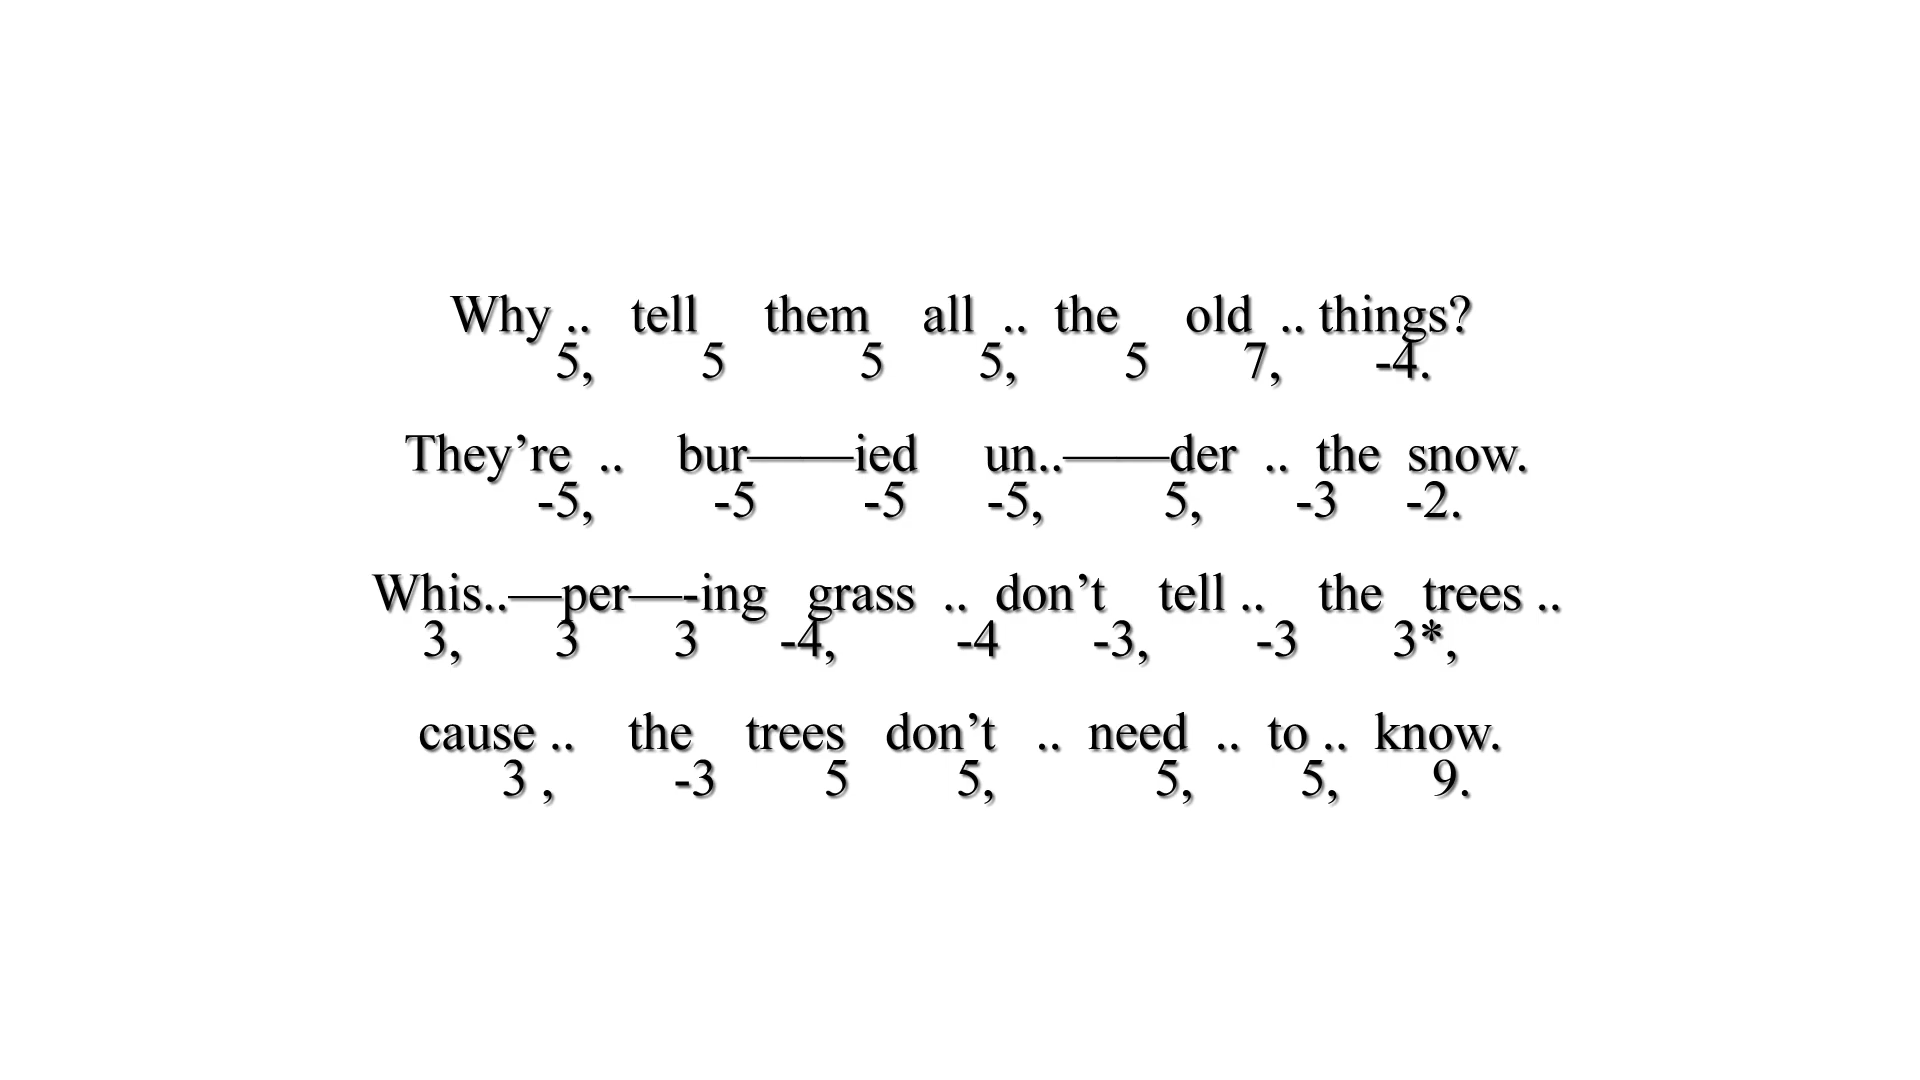 Why .. tell them all .. the old .. things?
5, 5 5 5, 5 7, -4.
They’re .. bur——ied un..——der .. the snow.
-5, -5 -5 -5, 5, -3 -2.
Whis..—per—-ing grass .. don’t tell .. the trees ..
3, 3 3 -4, -4 -3, -3 3*,
cause .. the trees don’t .. need .. to .. know.
3 , -3 5 5, 5, 5, 9.